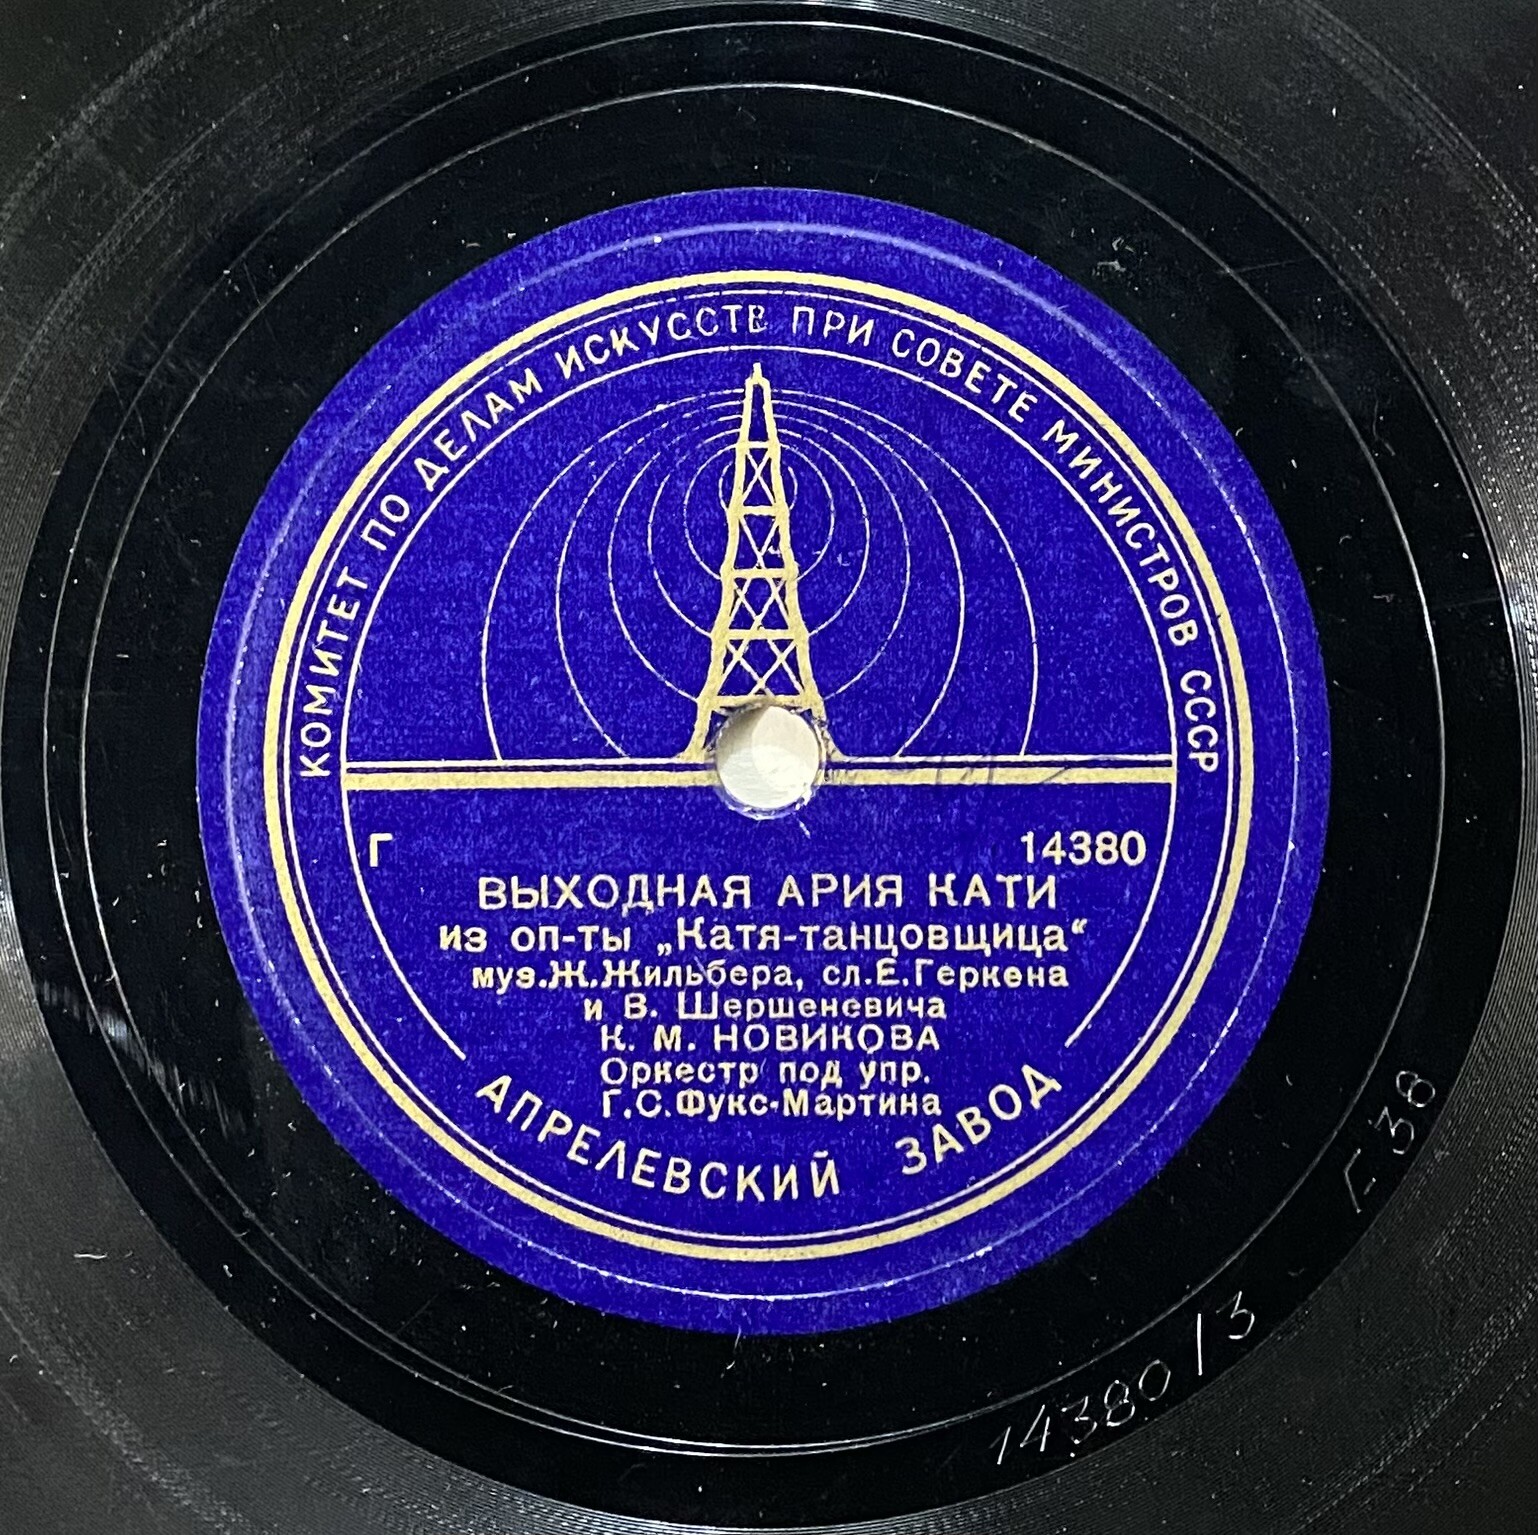 КОМИТЕТ ПО ДЕЛАМ ИСКУССТВ ПРИ СОВЕТЕ МИНИСТРОВ СССР
Г 14380
ВЫХОДНАЯ АРИЯ КАТИ
из оп-ты „Катя-танцовщица“
муз.Ж.Жильбера, сл.Е.Геркена
и В. Шершеневича
К. М. НОВИКОВА
Оркестр под упр.
Г.С.Фукс-Мартина
АПРЕЛЕВСКИЙ ЗАВОД
14380/3